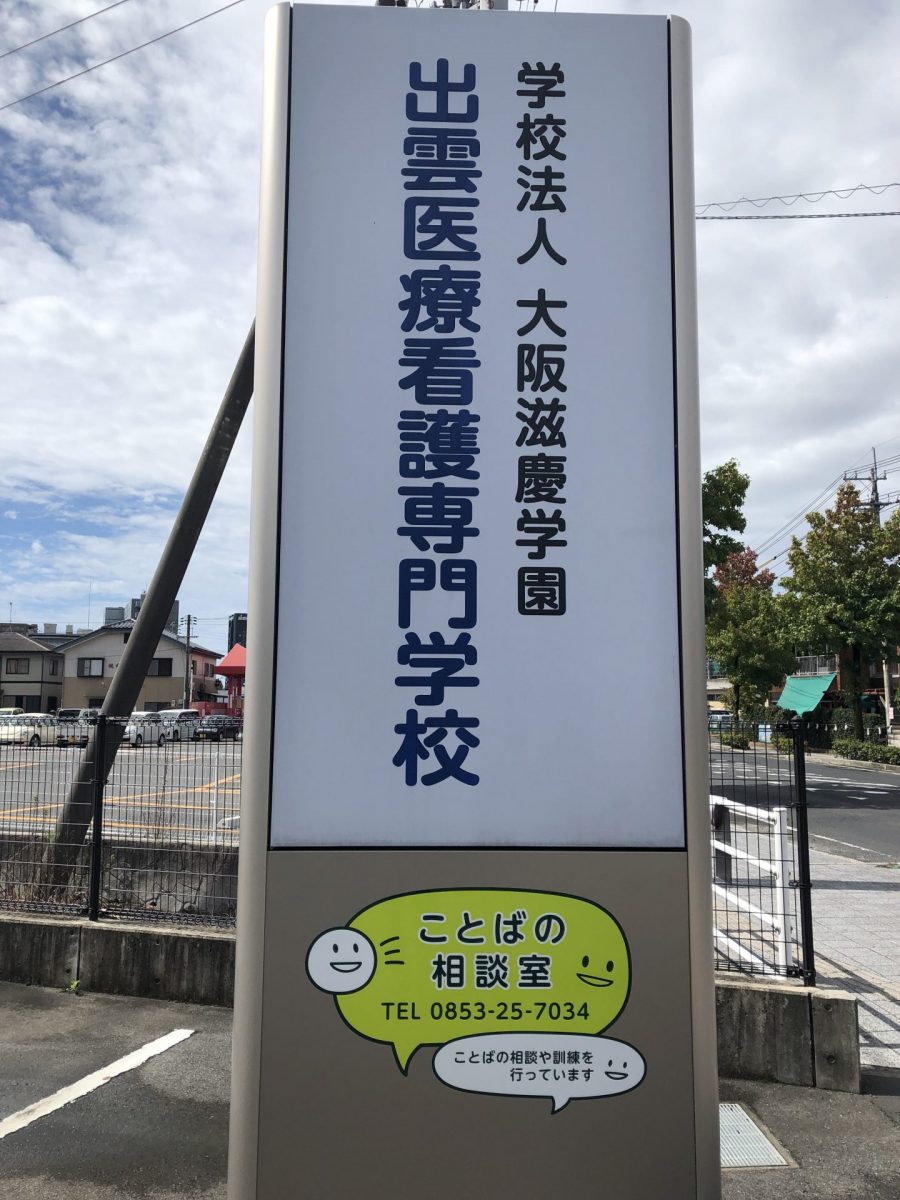 学校法人 大阪滋慶学園
出雲医療看護専門学校
ことばの
相談室
TEL 0853-25-7034
ことばの相談や訓練を
行っています